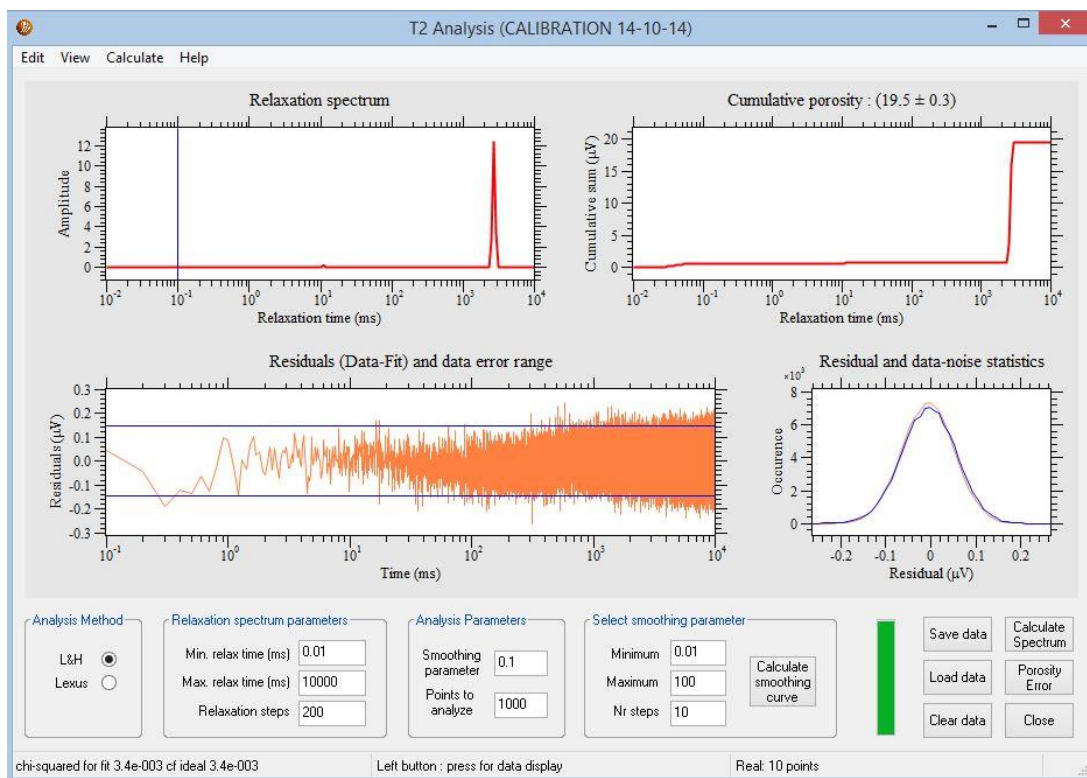 T2 Analysis (CALIBRATION 14-10-14)
Edit View Calculate Help
Relaxation spectrum
12
10
8
6
4
2
0
Amplitude
10-2 10-1 100 101 102 103 104
Relaxation time (ms)
Cumulative porosity : (19.5 ± 0.3)
20
15
10
5
0
Cumulative sum (μV)
10-2 10-1 100 101 102 103 104
Relaxation time (ms)
Residuals (Data-Fit) and data error range
0.3
0.2
0.1
0.0
-0.1
-0.2
-0.3
Residuals (μV)
10-1 100 101 102 103 104
Time (ms)
Residual and data-noise statistics
×103
8
6
4
2
0
Occurence
-0.2 -0.1 0 0.1 0.2
Residual (μV)
Analysis Method
L&H
Lexus
Relaxation spectrum parameters
Min. relax time (ms) 0.01
Max. relax time (ms) 10000
Relaxation steps 200
Analysis Parameters
Smoothing
parameter 0.1
Points to
analyze 1000
Select smoothing parameter
Minimum 0.01
Maximum 100
Nr steps 10
Calculate
smoothing
curve
Save data
Calculate
Spectrum
Load data
Porosity
Error
Clear data
Close
chi-squared for fit 3.4e-003 cf ideal 3.4e-003
Left button : press for data display
Real: 10 points